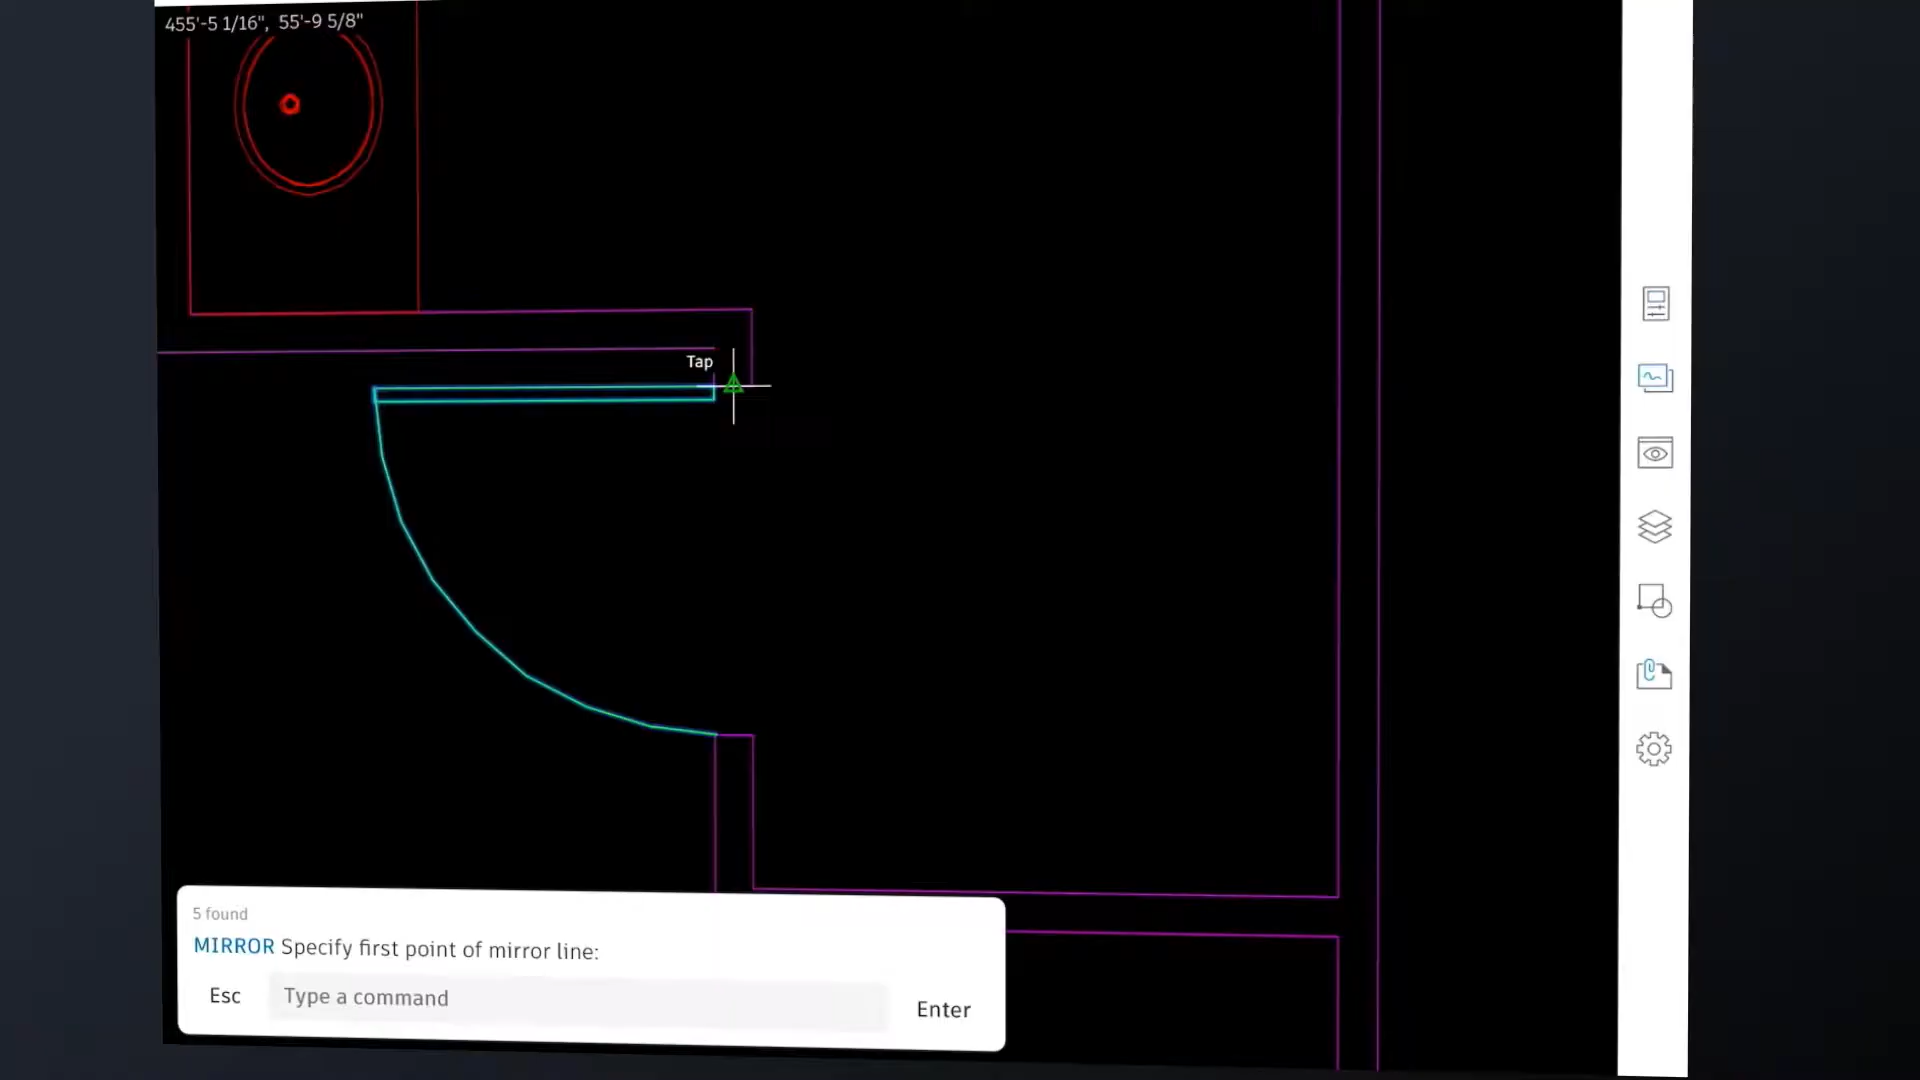 455'-5 1/16", 55'-9 5/8"
Tap
5 found
MIRROR Specify first point of mirror line:
Esc
Type a command
Enter